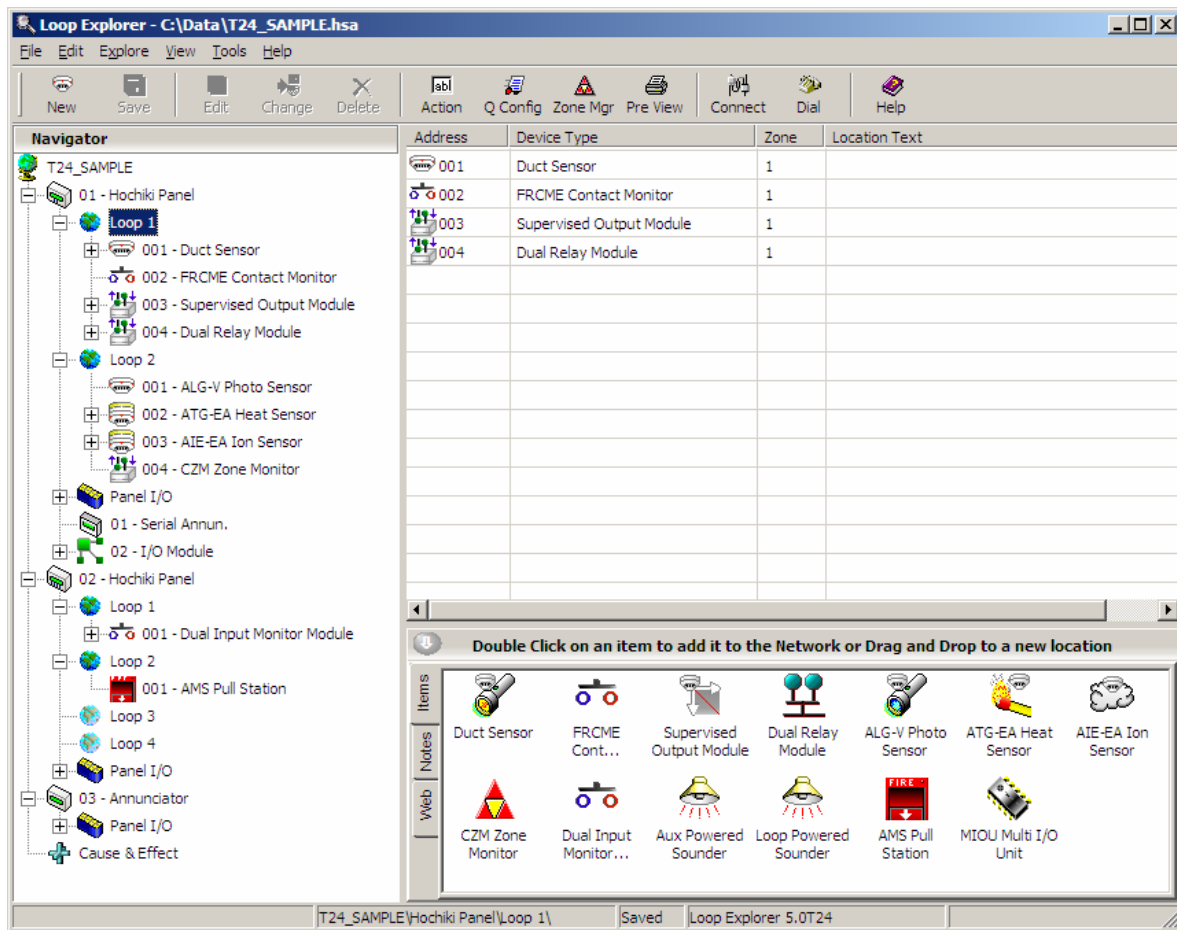 Loop Explorer - C:\Data\T24_SAMPLE.hsa
File Edit Explore View Tools Help
New Save Edit Change Delete Action Q Config Zone Mgr Pre View Connect Dial Help
abl
Navigator
T24_SAMPLE
01 - Hochiki Panel
Loop 1
001 - Duct Sensor
002 - FRCME Contact Monitor
003 - Supervised Output Module
004 - Dual Relay Module
Loop 2
001 - ALG-V Photo Sensor
002 - ATG-EA Heat Sensor
003 - AIE-EA Ion Sensor
004 - CZM Zone Monitor
Panel I/O
01 - Serial Annun.
02 - I/O Module
02 - Hochiki Panel
Loop 1
001 - Dual Input Monitor Module
Loop 2
001 - AMS Pull Station
Loop 3
Loop 4
Panel I/O
03 - Annunciator
Panel I/O
Cause & Effect
Address Device Type Zone Location Text
001 Duct Sensor 1
002 FRCME Contact Monitor 1
003 Supervised Output Module 1
004 Dual Relay Module 1
Double Click on an item to add it to the Network or Drag and Drop to a new location
Items
Notes
Web
Duct Sensor
FRCME Cont...
Supervised Output Module
Dual Relay Module
ALG-V Photo Sensor
ATG-EA Heat Sensor
AIE-EA Ion Sensor
CZM Zone Monitor
Dual Input Monitor...
Aux Powered Sounder
Loop Powered Sounder
FIRE
AMS Pull Station
MIOU Multi I/O Unit
T24_SAMPLE\Hochiki Panel\Loop 1\ Saved Loop Explorer 5.0T24